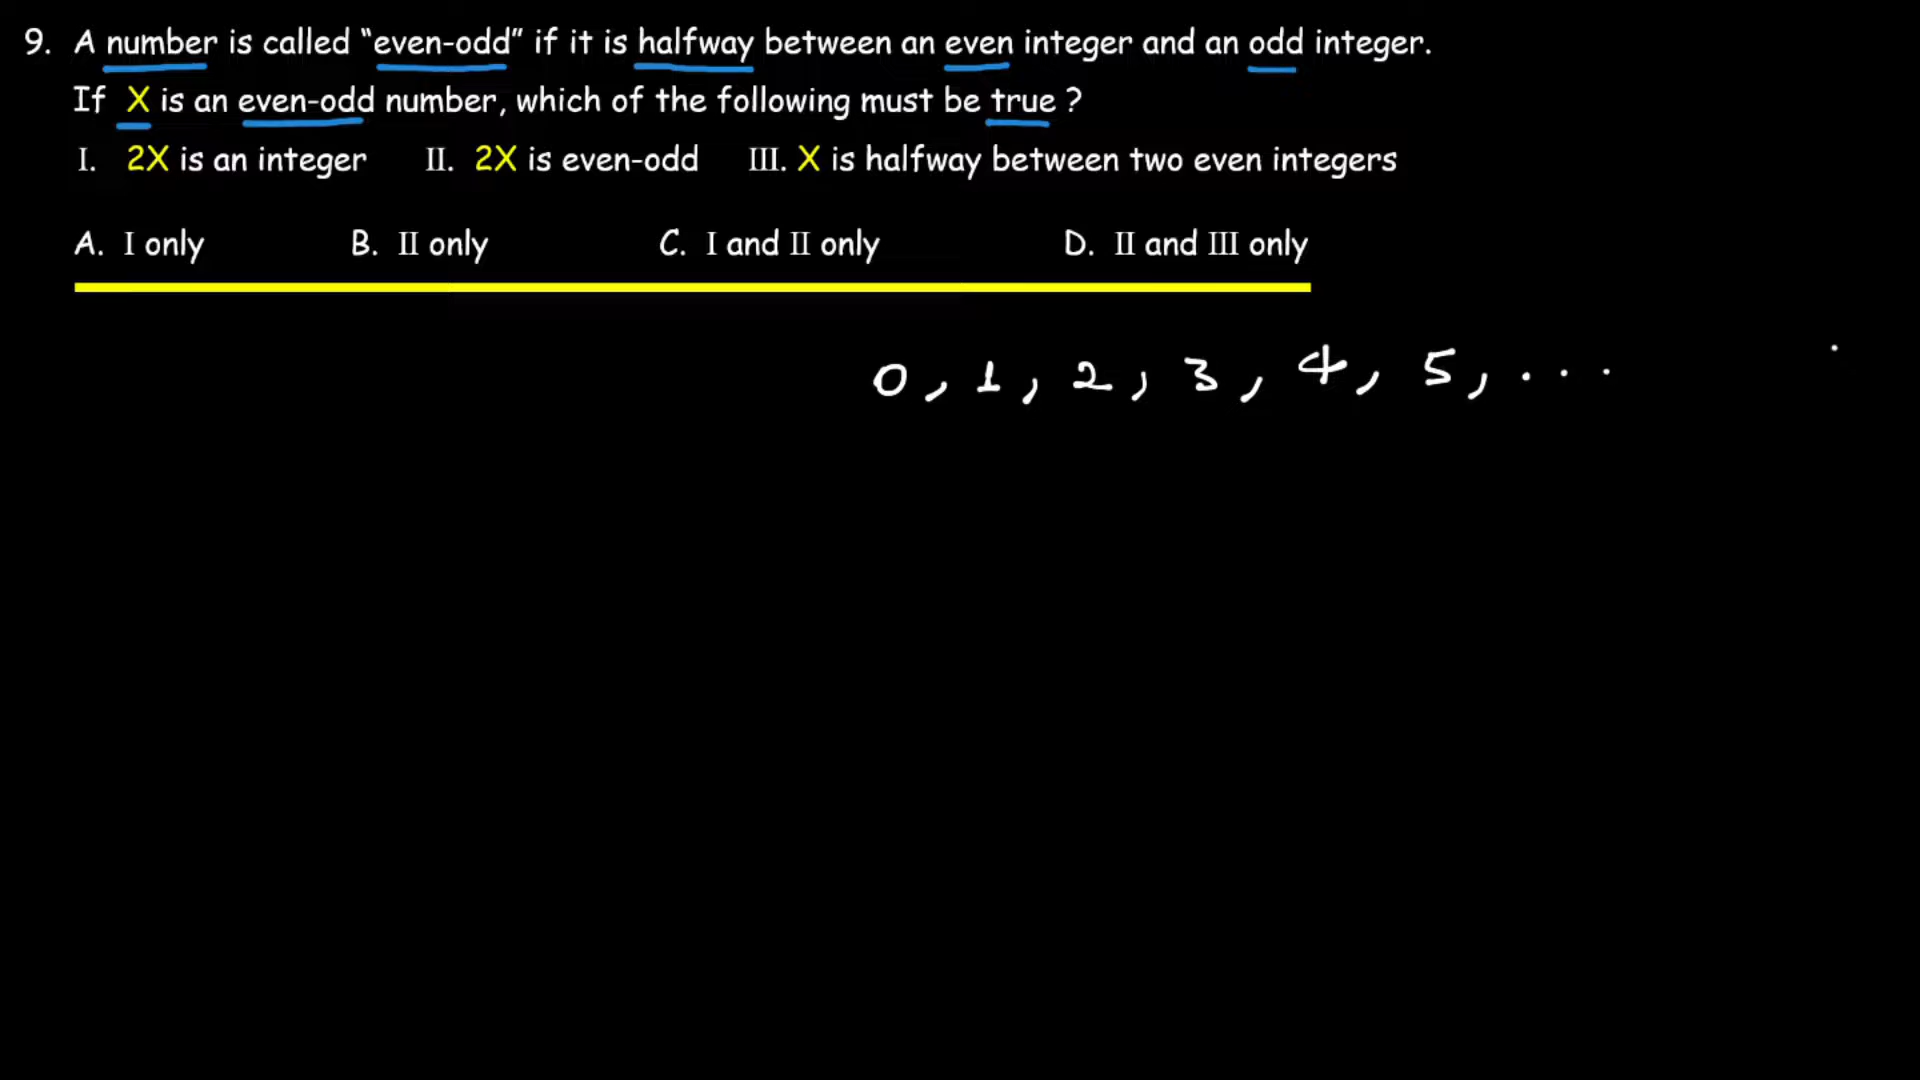 9. A number is called “even-odd” if it is halfway between an even integer and an odd integer.
If X is an even-odd number, which of the following must be true ?
I. 2X is an integer II. 2X is even-odd III. X is halfway between two even integers
A. I only B. II only C. I and II only D. II and III only
0, 1, 2, 3, 4, 5, . . .